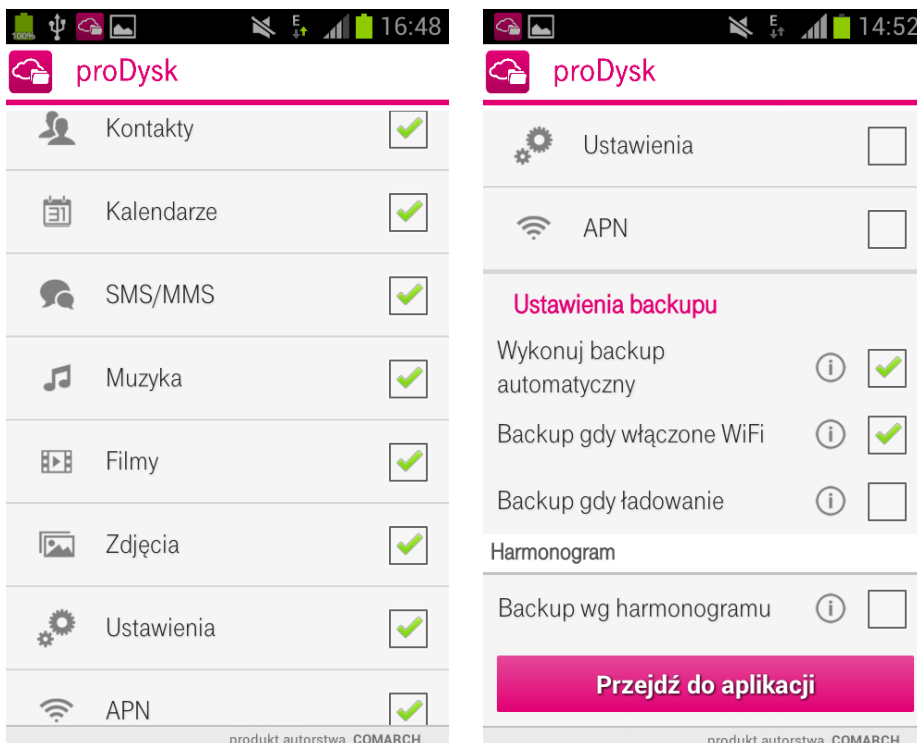 100%
E
16:48
proDysk
Kontakty
31
Kalendarze
SMS/MMS
Muzyka
Filmy
Zdjęcia
Ustawienia
APN
produkt autorstwa COMARCH
E
14:52
proDysk
Ustawienia
APN
Ustawienia backupu
Wykonuj backup
automatyczny
i
Backup gdy włączone WiFi
i
Backup gdy ładowanie
i
Harmonogram
Backup wg harmonogramu
i
Przejdź do aplikacji
produkt autorstwa COMARCH